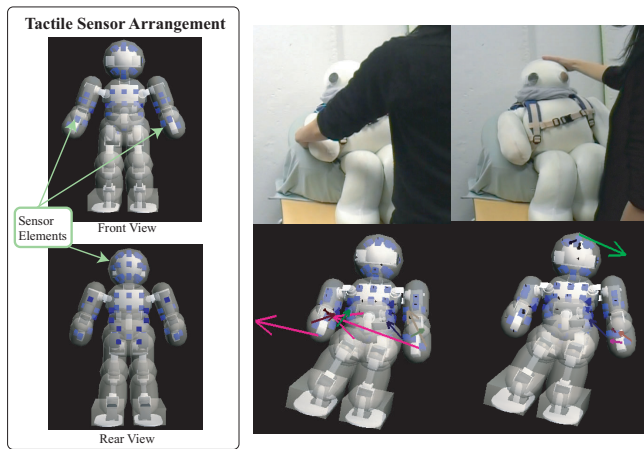 Tactile Sensor Arrangement
Sensor
Elements
Front View
Rear View